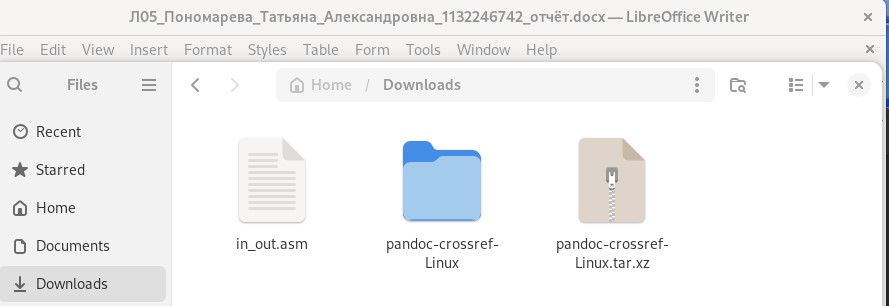 Л05_Пономарева_Татьяна_Александровна_1132246742_отчёт.docx — LibreOffice Writer
File Edit View Insert Format Styles Table Form Tools Window Help
Files
Home / Downloads
Recent
Starred
Home
Documents
Downloads
in_out.asm
pandoc-crossref-
Linux
pandoc-crossref-
Linux.tar.xz